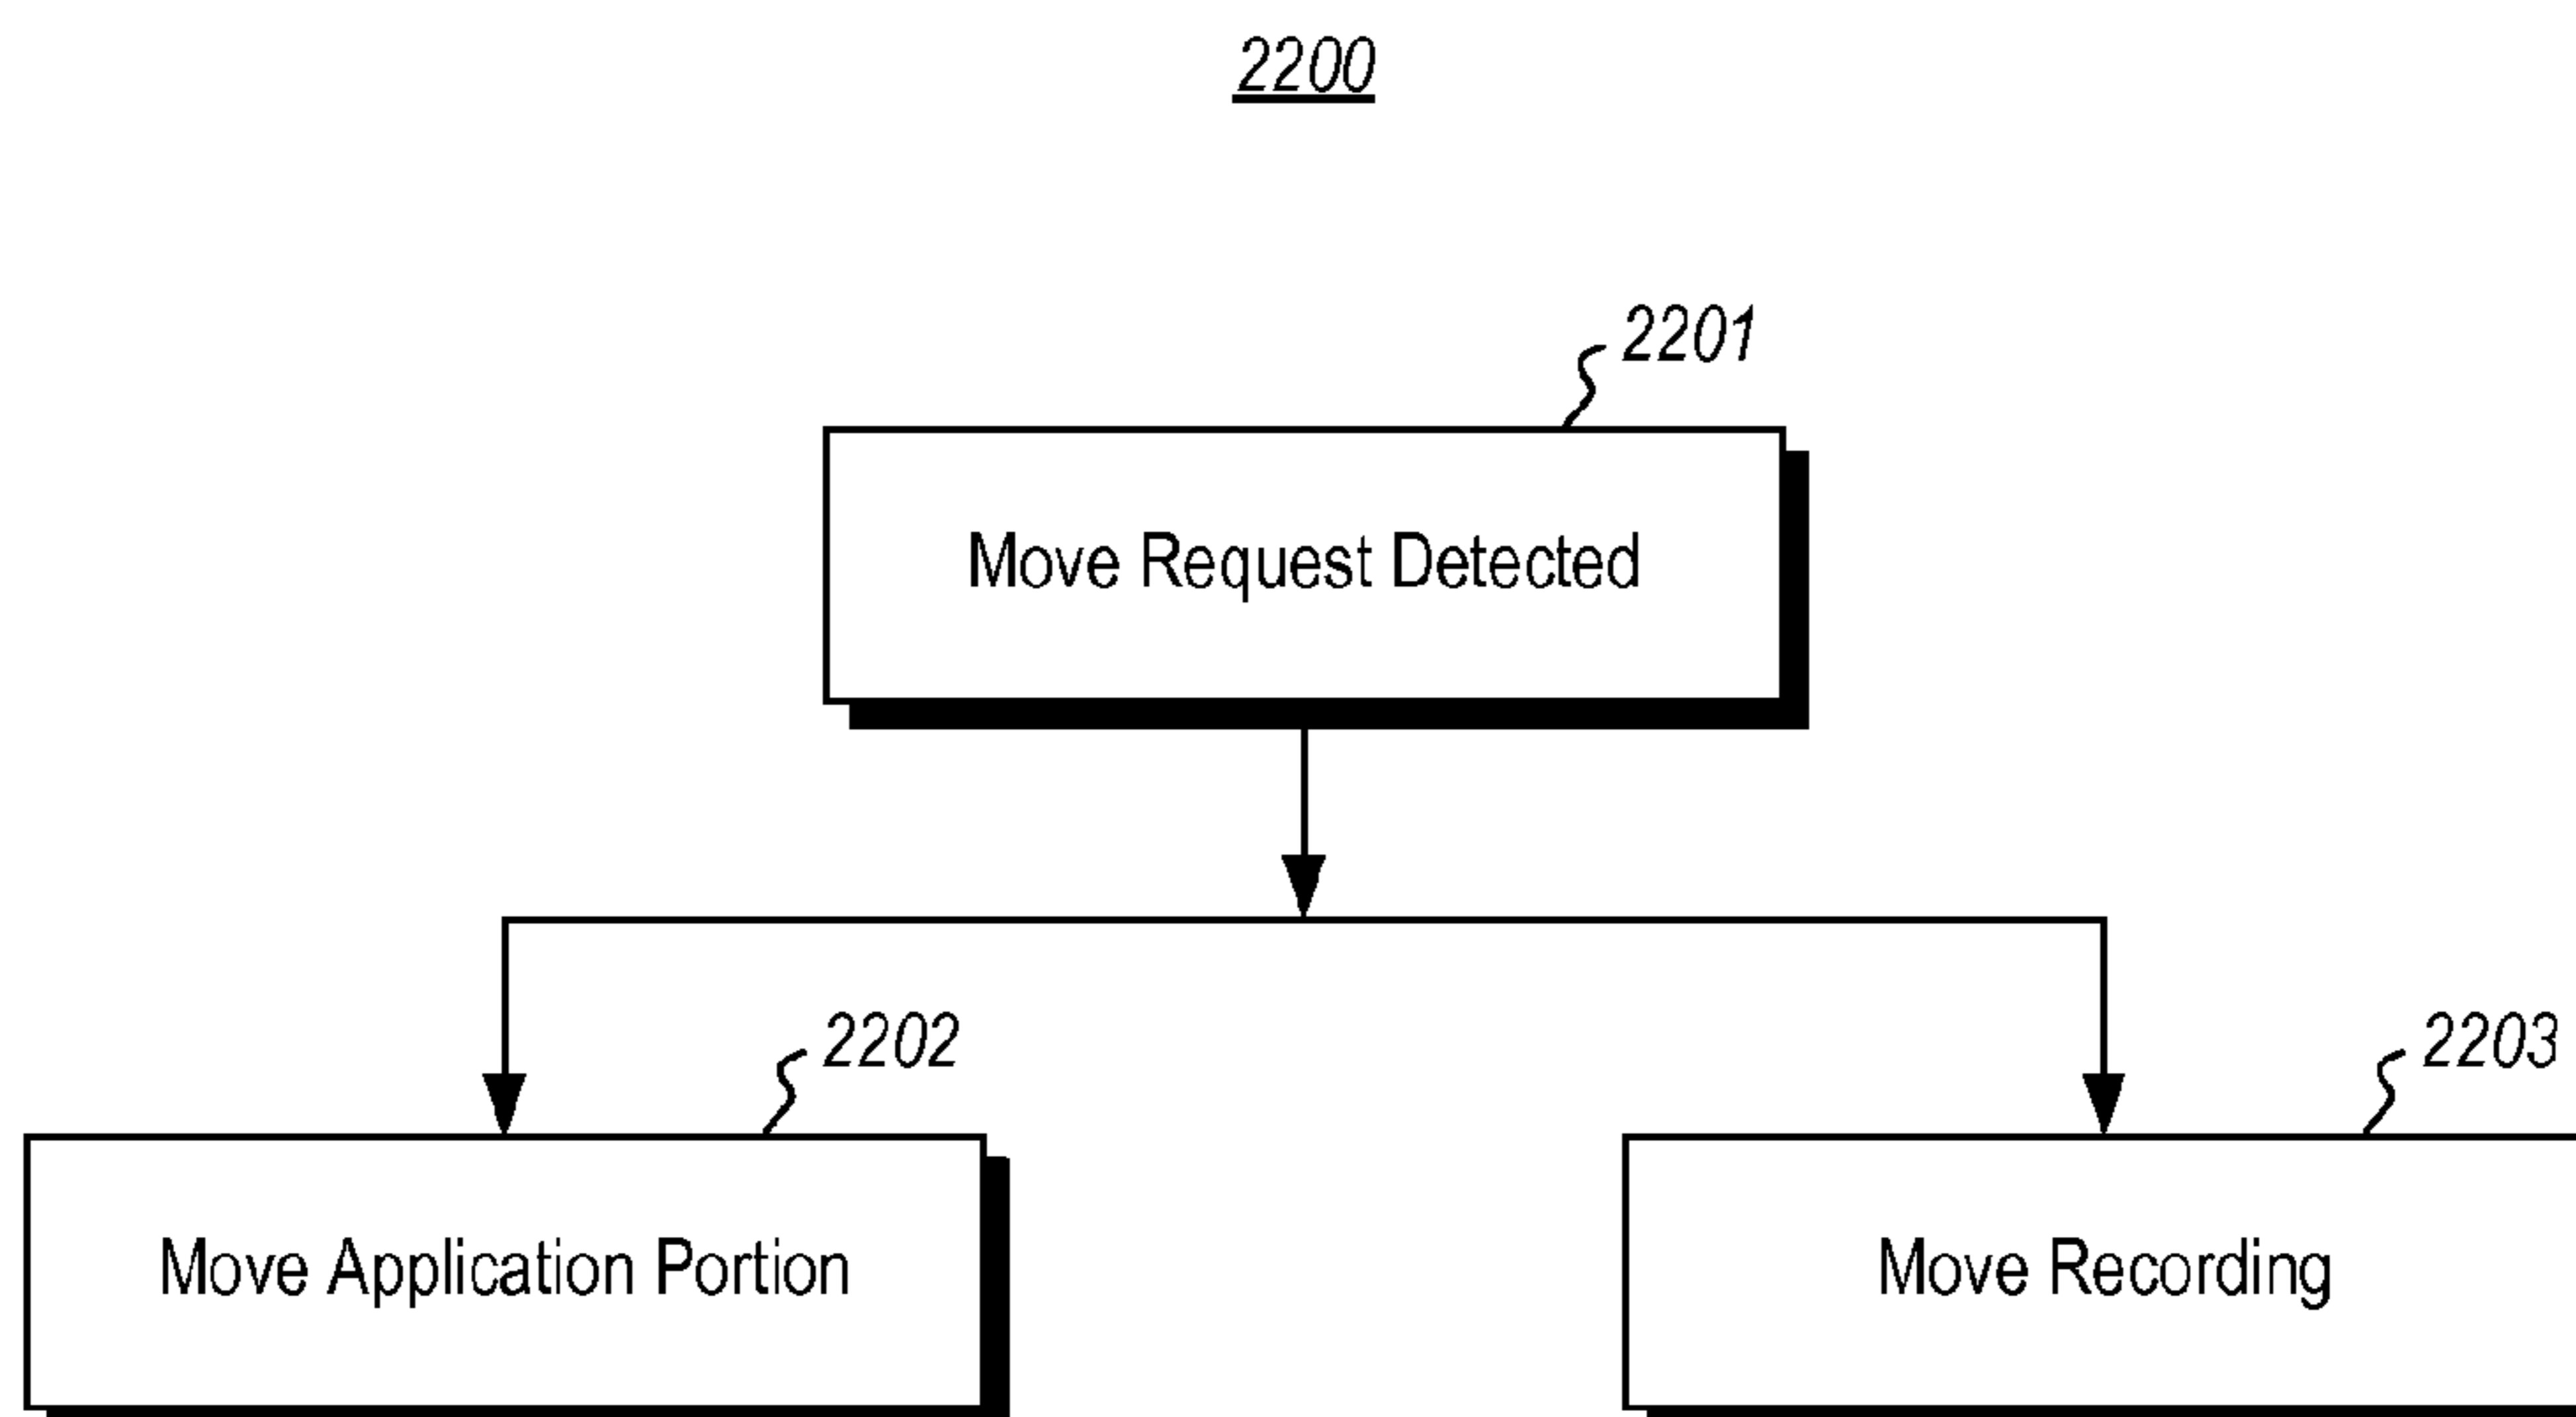 2200
2201
Move Request Detected
2202
2203
Move Application Portion
Move Recording